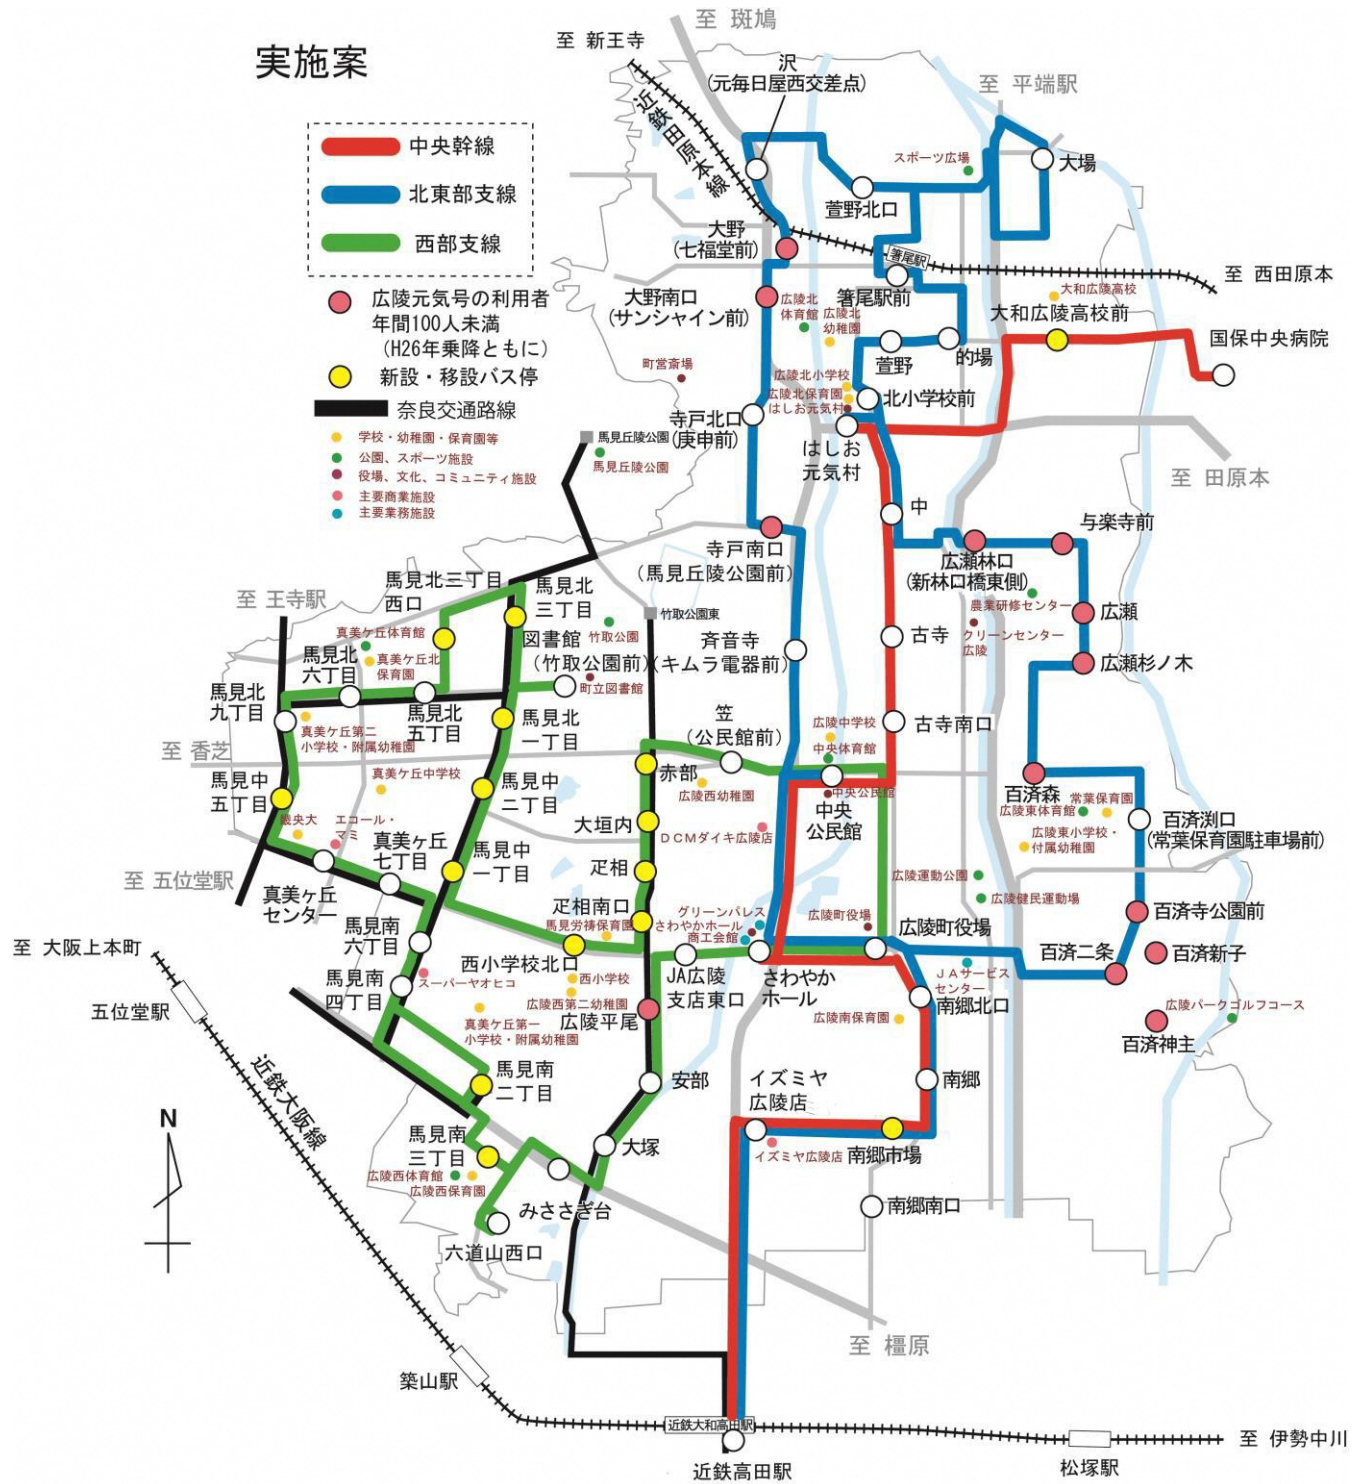 実施案
中央幹線
北東部支線
西部支線
広陵元気号の利用者
年間100人未満
(H26年乗降ともに)
新設・移設バス停
奈良交通路線
学校・幼稚園・保育園等
公園、スポーツ施設
役場、文化、コミュニティ施設
主要商業施設
主要業務施設
至 斑鳩
至 新王寺
近鉄田原本線
沢
(元毎日屋西交差点)
至 平端駅
スポーツ広場
大場
萱野北口
大野
(七福堂前)
箸尾駅
箸尾駅前
至 西田原本
大野南口
(サンシャイン前)
広陵北
体育館
広陵北
幼稚園
大和広陵高校
大和広陵高校前
国保中央病院
町営斎場
萱野
的場
広陵北小学校
広陵北保育園
はしお元気村
北小学校前
寺戸北口
(庚申前)
はしお
元気村
至 田原本
馬見丘陵公園
馬見丘陵公園
中
寺戸南口
(馬見丘陵公園前)
広瀬林口
(新林口橋東側)
与楽寺前
農業研修センター
クリーンセンター
広陵
広瀬
広瀬杉ノ木
馬見北三丁目
西口
馬見北
三丁目
至 王寺駅
真美ケ丘体育館
真美ケ丘北
保育園
馬見北
六丁目
図書館
(竹取公園前)
竹取公園
竹取公園東
町立図書館
斉音寺
(キムラ電器前)
古寺
馬見北
九丁目
馬見北
五丁目
馬見北
一丁目
真美ケ丘第二
小学校・附属幼稚園
至 香芝
笠
(公民館前)
広陵中学校
中央体育館
古寺南口
馬見中
五丁目
真美ケ丘中学校
馬見中
二丁目
赤部
広陵西幼稚園
中央公民館
中央
公民館
百済森
常葉保育園
広陵東体育館
広陵東小学校・
付属幼稚園
百済渕口
(常葉保育園駐車場前)
畿央大
エコール・
マミ
大垣内
DCMダイキ広陵店
真美ケ丘
七丁目
馬見中
一丁目
疋相
至 五位堂駅
真美ケ丘
センター
広陵運動公園
広陵健民運動場
疋相南口
馬見労祷保育園
グリーンパレス
さわやかホール
商工会館
広陵町役場
広陵町役場
百済寺公園前
馬見南
六丁目
西小学校北口
JA広陵
支店東口
さわやか
ホール
百済二条
百済新子
JAサービス
センター
至 大阪上本町
馬見南
四丁目
スーパーヤオヒコ
西小学校
広陵西第二幼稚園
南郷北口
五位堂駅
真美ケ丘第一
小学校・附属幼稚園
広陵平尾
広陵南保育園
広陵パークゴルフコース
百済神主
近鉄大阪線
馬見南
二丁目
安部
イズミヤ
広陵店
南郷
N
馬見南
三丁目
大塚
イズミヤ広陵店
南郷市場
広陵西体育館
広陵西保育園
みささぎ台
南郷南口
六道山西口
至 橿原
築山駅
近鉄大和高田駅
近鉄高田駅
松塚駅
至 伊勢中川